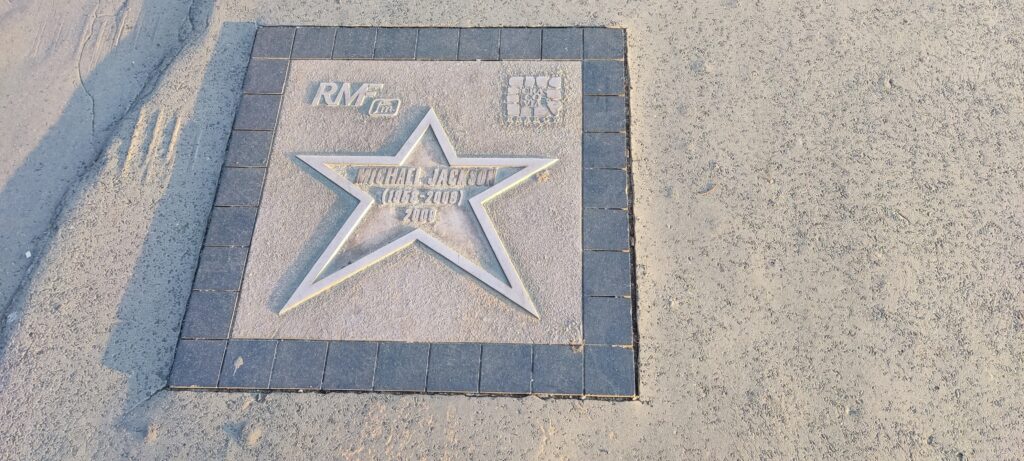 RMF fm
MICHAEL JACKSON
(1958-2009)
2009